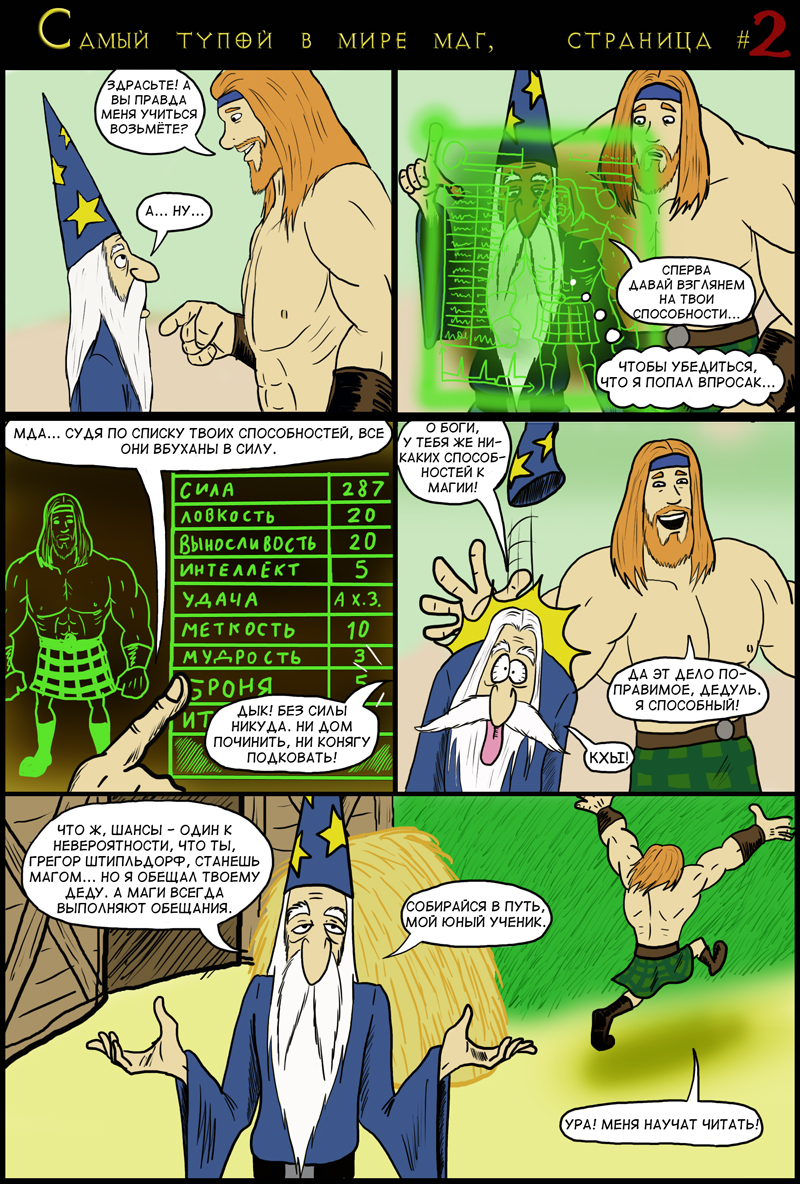 Самый тупой в мире маг, страница #2
ЗДРАСЬТЕ! А
ВЫ ПРАВДА
МЕНЯ УЧИТЬСЯ
ВОЗЬМЁТЕ?
А... НУ...
СПЕРВА
ДАВАЙ ВЗГЛЯНЕМ
НА ТВОИ
СПОСОБНОСТИ...
ЧТОБЫ УБЕДИТЬСЯ,
ЧТО Я ПОПАЛ ВПРОСАК...
МДА... СУДЯ ПО СПИСКУ ТВОИХ СПОСОБНОСТЕЙ, ВСЕ
ОНИ ВБУХАНЫ В СИЛУ.
СИЛА 287
ЛОВКОСТЬ 20
ВЫНОСЛИВОСТЬ 20
ИНТЕЛЛЕКТ 5
УДАЧА А Х.З.
МЕТКОСТЬ 10
МУДРОСТЬ 3
БРОНЯ 5
ИТ
ДЫК! БЕЗ СИЛЫ
НИКУДА. НИ ДОМ
ПОЧИНИТЬ, НИ КОНЯГУ
ПОДКОВАТЬ!
О БОГИ,
У ТЕБЯ ЖЕ НИ-
КАКИХ СПОСОБ-
НОСТЕЙ К
МАГИИ!
ДА ЭТ ДЕЛО ПО-
ПРАВИМОЕ, ДЕДУЛЬ.
Я СПОСОБНЫЙ!
КХЫ!
ЧТО Ж, ШАНСЫ - ОДИН К
НЕВЕРОЯТНОСТИ, ЧТО ТЫ,
ГРЕГОР ШТИПЛЬДОРФ, СТАНЕШЬ
МАГОМ... НО Я ОБЕЩАЛ ТВОЕМУ
ДЕДУ. А МАГИ ВСЕГДА
ВЫПОЛНЯЮТ ОБЕЩАНИЯ.
СОБИРАЙСЯ В ПУТЬ,
МОЙ ЮНЫЙ УЧЕНИК.
УРА! МЕНЯ НАУЧАТ ЧИТАТЬ!